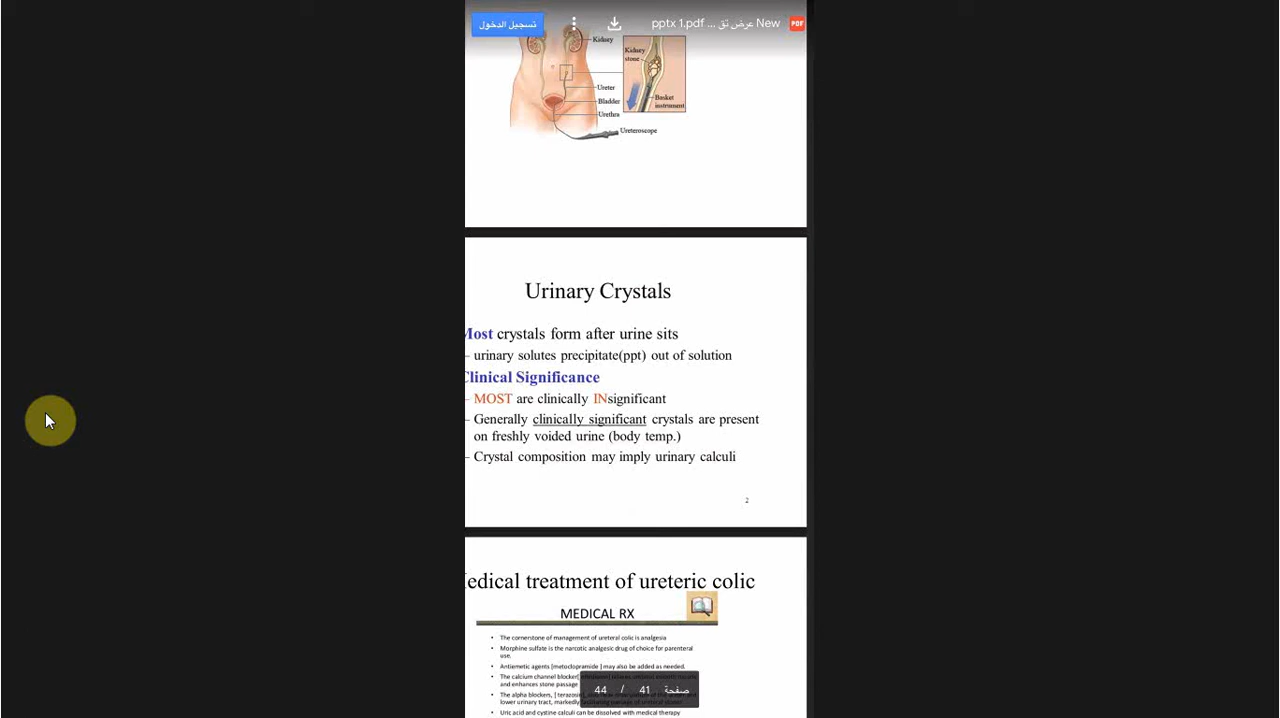 تسجيل الدخول
pptx 1.pdf ... عرض تق New
PDF
Kidney
Kidney
stone
Ureter
Basket
instrument
Bladder
Urethra
Ureteroscope
Urinary Crystals
Most crystals form after urine sits
– urinary solutes precipitate(ppt) out of solution
Clinical Significance
– MOST are clinically INsignificant
– Generally clinically significant crystals are present
on freshly voided urine (body temp.)
– Crystal composition may imply urinary calculi
2
edical treatment of ureteric colic
MEDICAL RX
• The cornerstone of management of ureteral colic is analgesia
• Morphine sulfate is the narcotic analgesic drug of choice for parenteral
use.
• Antiemetic agents [metoclopramide ] may also be added as needed.
• The calcium channel blocker[
and enhances stone passage
• The alpha blockers, [ terazosin
lower urinary tract, markedly
• Uric acid and cystine calculi can be dissolved with medical therapy
صفحة 41 / 44